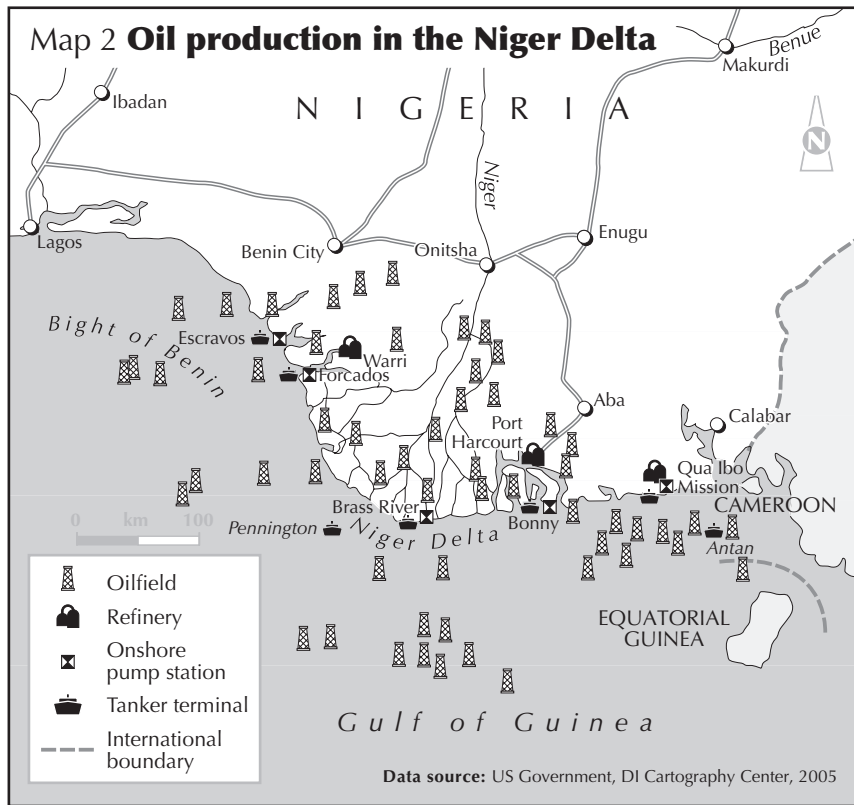 Map 2 Oil production in the Niger Delta
Benue
Makurdi
Ibadan
NIGERIA
N
Niger
Lagos
Benin City
Onitsha
Enugu
Bight of Benin
Escravos
Warri
Forcados
Aba
Port
Harcourt
Calabar
Qua Ibo
Mission
CAMEROON
Brass River
Bonny
0 km 100
Pennington
Niger Delta
Antan
EQUATORIAL
GUINEA
Oilfield
Refinery
Onshore
pump station
Tanker terminal
International
boundary
Gulf of Guinea
Data source: US Government, DI Cartography Center, 2005